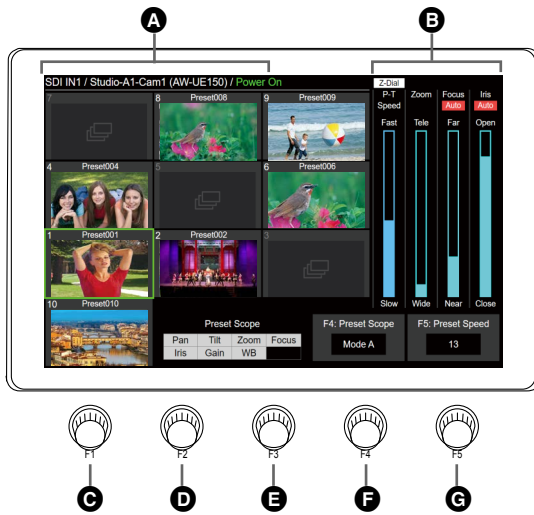 A
B
SDI IN1 / Studio-A1-Cam1 (AW-UE150) / Power On
7
8 Preset008
9 Preset009
4 Preset004
5
6 Preset006
1 Preset001
2 Preset002
3
10 Preset010
Z-Dial
P-T Speed
Zoom
Focus
Iris
Auto
Auto
Fast
Tele
Far
Open
Slow
Wide
Near
Close
Preset Scope
Pan Tilt Zoom Focus
Iris Gain WB
F4: Preset Scope
Mode A
F5: Preset Speed
13
F1
F2
F3
F4
F5
C
D
E
F
G